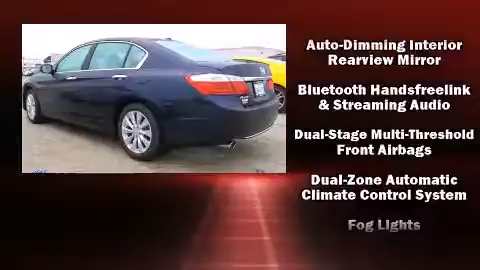 Auto-Dimming Interior
Rearview Mirror
Bluetooth Handsfreelink
& Streaming Audio
Dual-Stage Multi-Threshold
Front Airbags
Dual-Zone Automatic
Climate Control System
Fog Lights